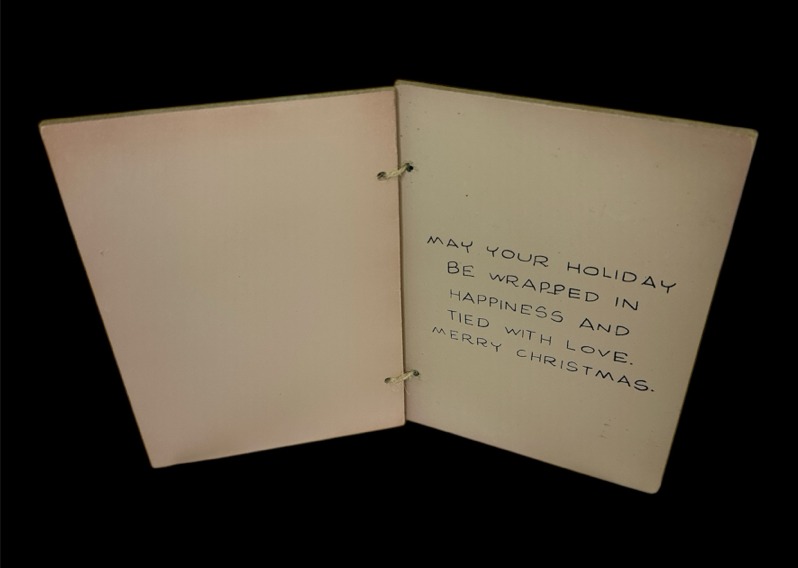 MAY YOUR HOLIDAY
BE WRAPPED IN
HAPPINESS AND
TIED WITH LOVE.
MERRY CHRISTMAS.